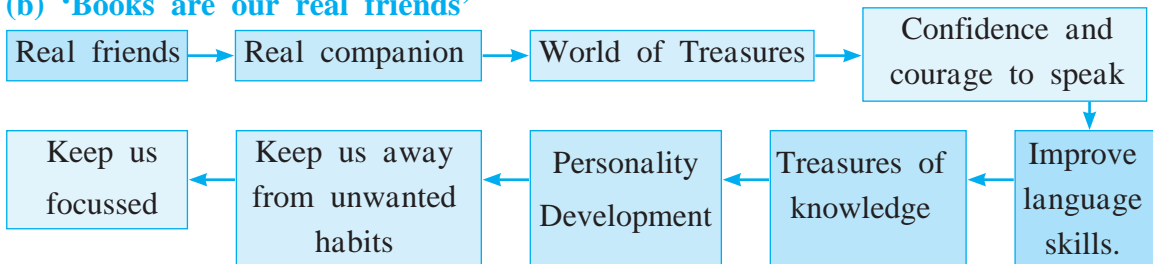 (b) ‘Books are our real friends’
Real friends
Real companion
World of Treasures
Confidence and
courage to speak
Improve
language
skills.
Treasures of
knowledge
Personality
Development
Keep us away
from unwanted
habits
Keep us
focussed